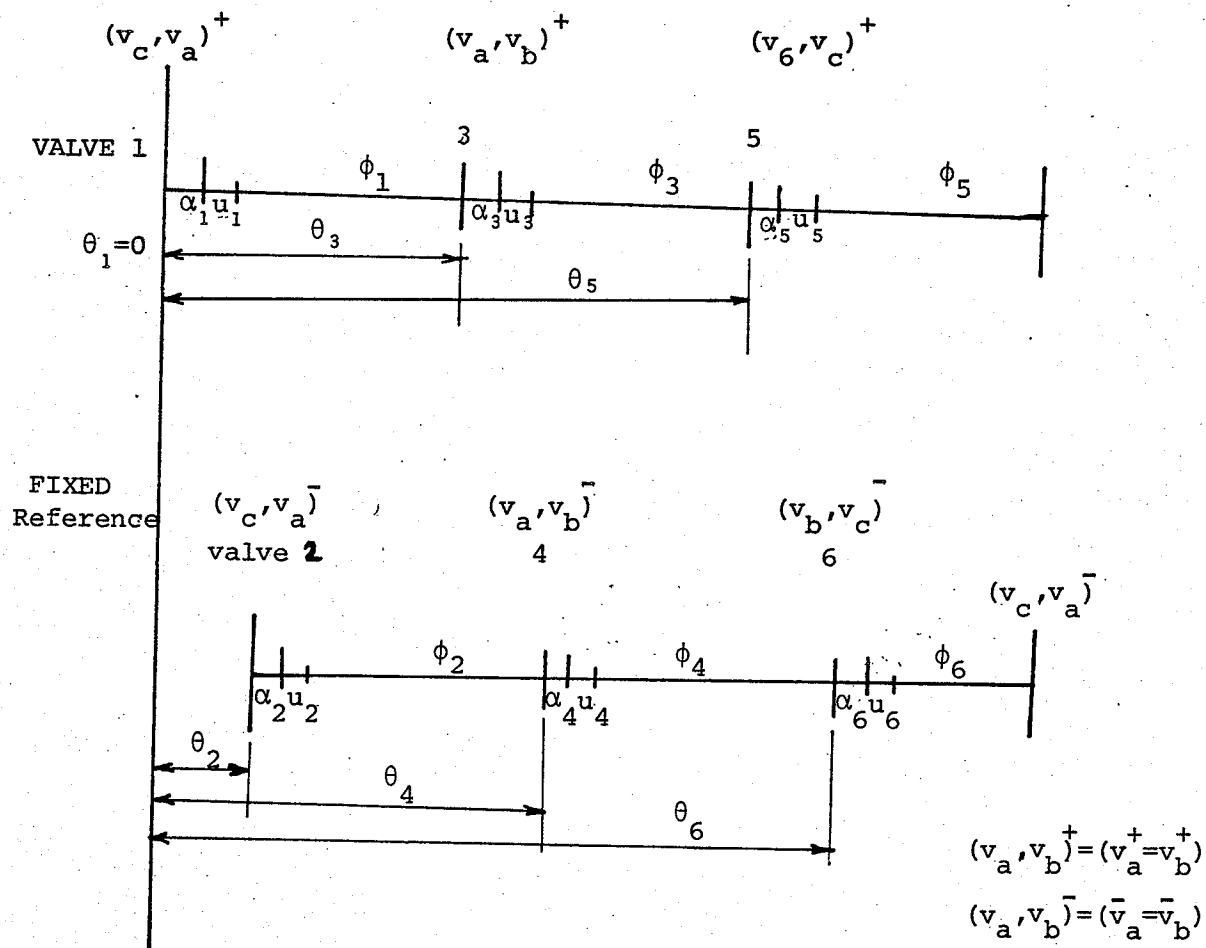 (v_c,v_a)^+ (v_a,v_b)^+ (v_6,v_c)^+
3 5
VALVE 1
ϕ_1 ϕ_3 ϕ_5
α_1 u_1 α_3 u_3 α_5 u_5
θ_1=0 θ_3
θ_5
FIXED
Reference
(v_c,v_a)^- (v_a,v_b)^- (v_b,v_c)^-
valve 2 4 6
(v_c,v_a)^-
ϕ_2 ϕ_4 ϕ_6
α_2 u_2 α_4 u_4 α_6 u_6
θ_2
θ_4
θ_6
(v_a,v_b)^+=(v_a^+=v_b^+)
(v_a,v_b)^-=(v̄_a=v̄_b)